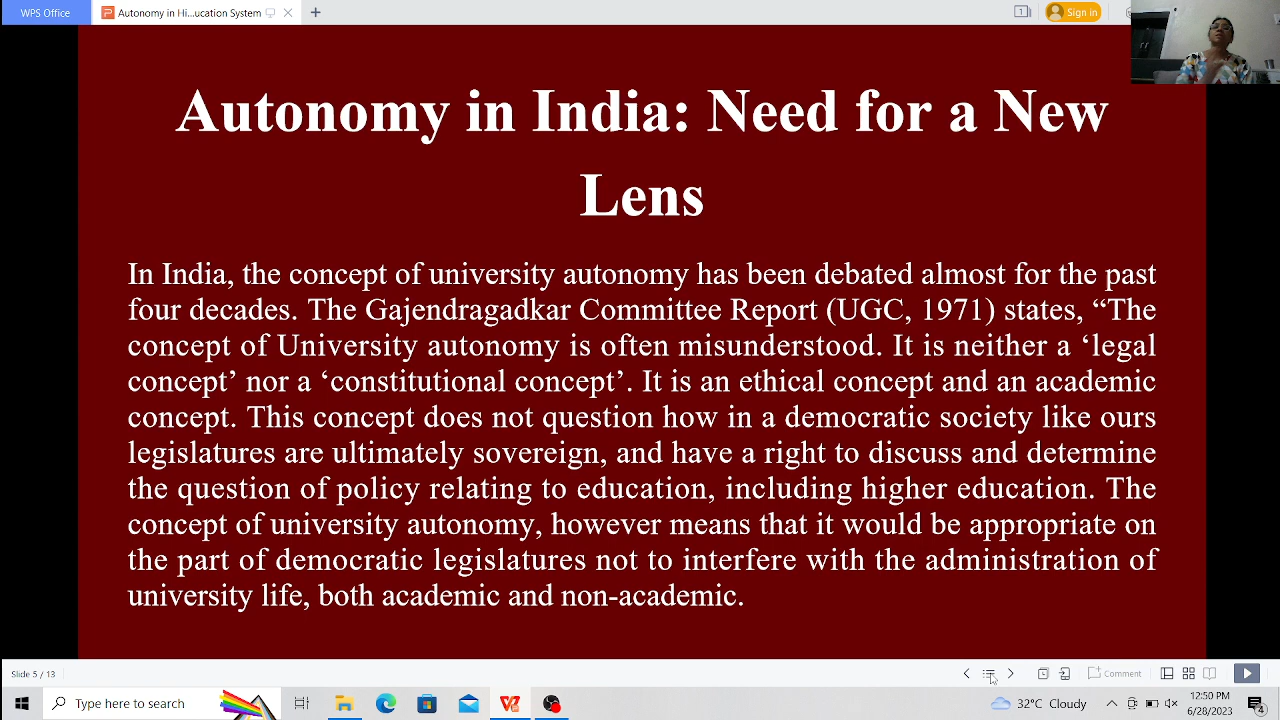 WPS Office
Autonomy in Hi...ucation System
Sign in
Autonomy in India: Need for a New
Lens
In India, the concept of university autonomy has been debated almost for the past
four decades. The Gajendragadkar Committee Report (UGC, 1971) states, “The
concept of University autonomy is often misunderstood. It is neither a ‘legal
concept’ nor a ‘constitutional concept’. It is an ethical concept and an academic
concept. This concept does not question how in a democratic society like ours
legislatures are ultimately sovereign, and have a right to discuss and determine
the question of policy relating to education, including higher education. The
concept of university autonomy, however means that it would be appropriate on
the part of democratic legislatures not to interfere with the administration of
university life, both academic and non-academic.
Slide 5 / 13
Comment
Type here to search
32°C Cloudy
12:50 PM
6/28/2023
4